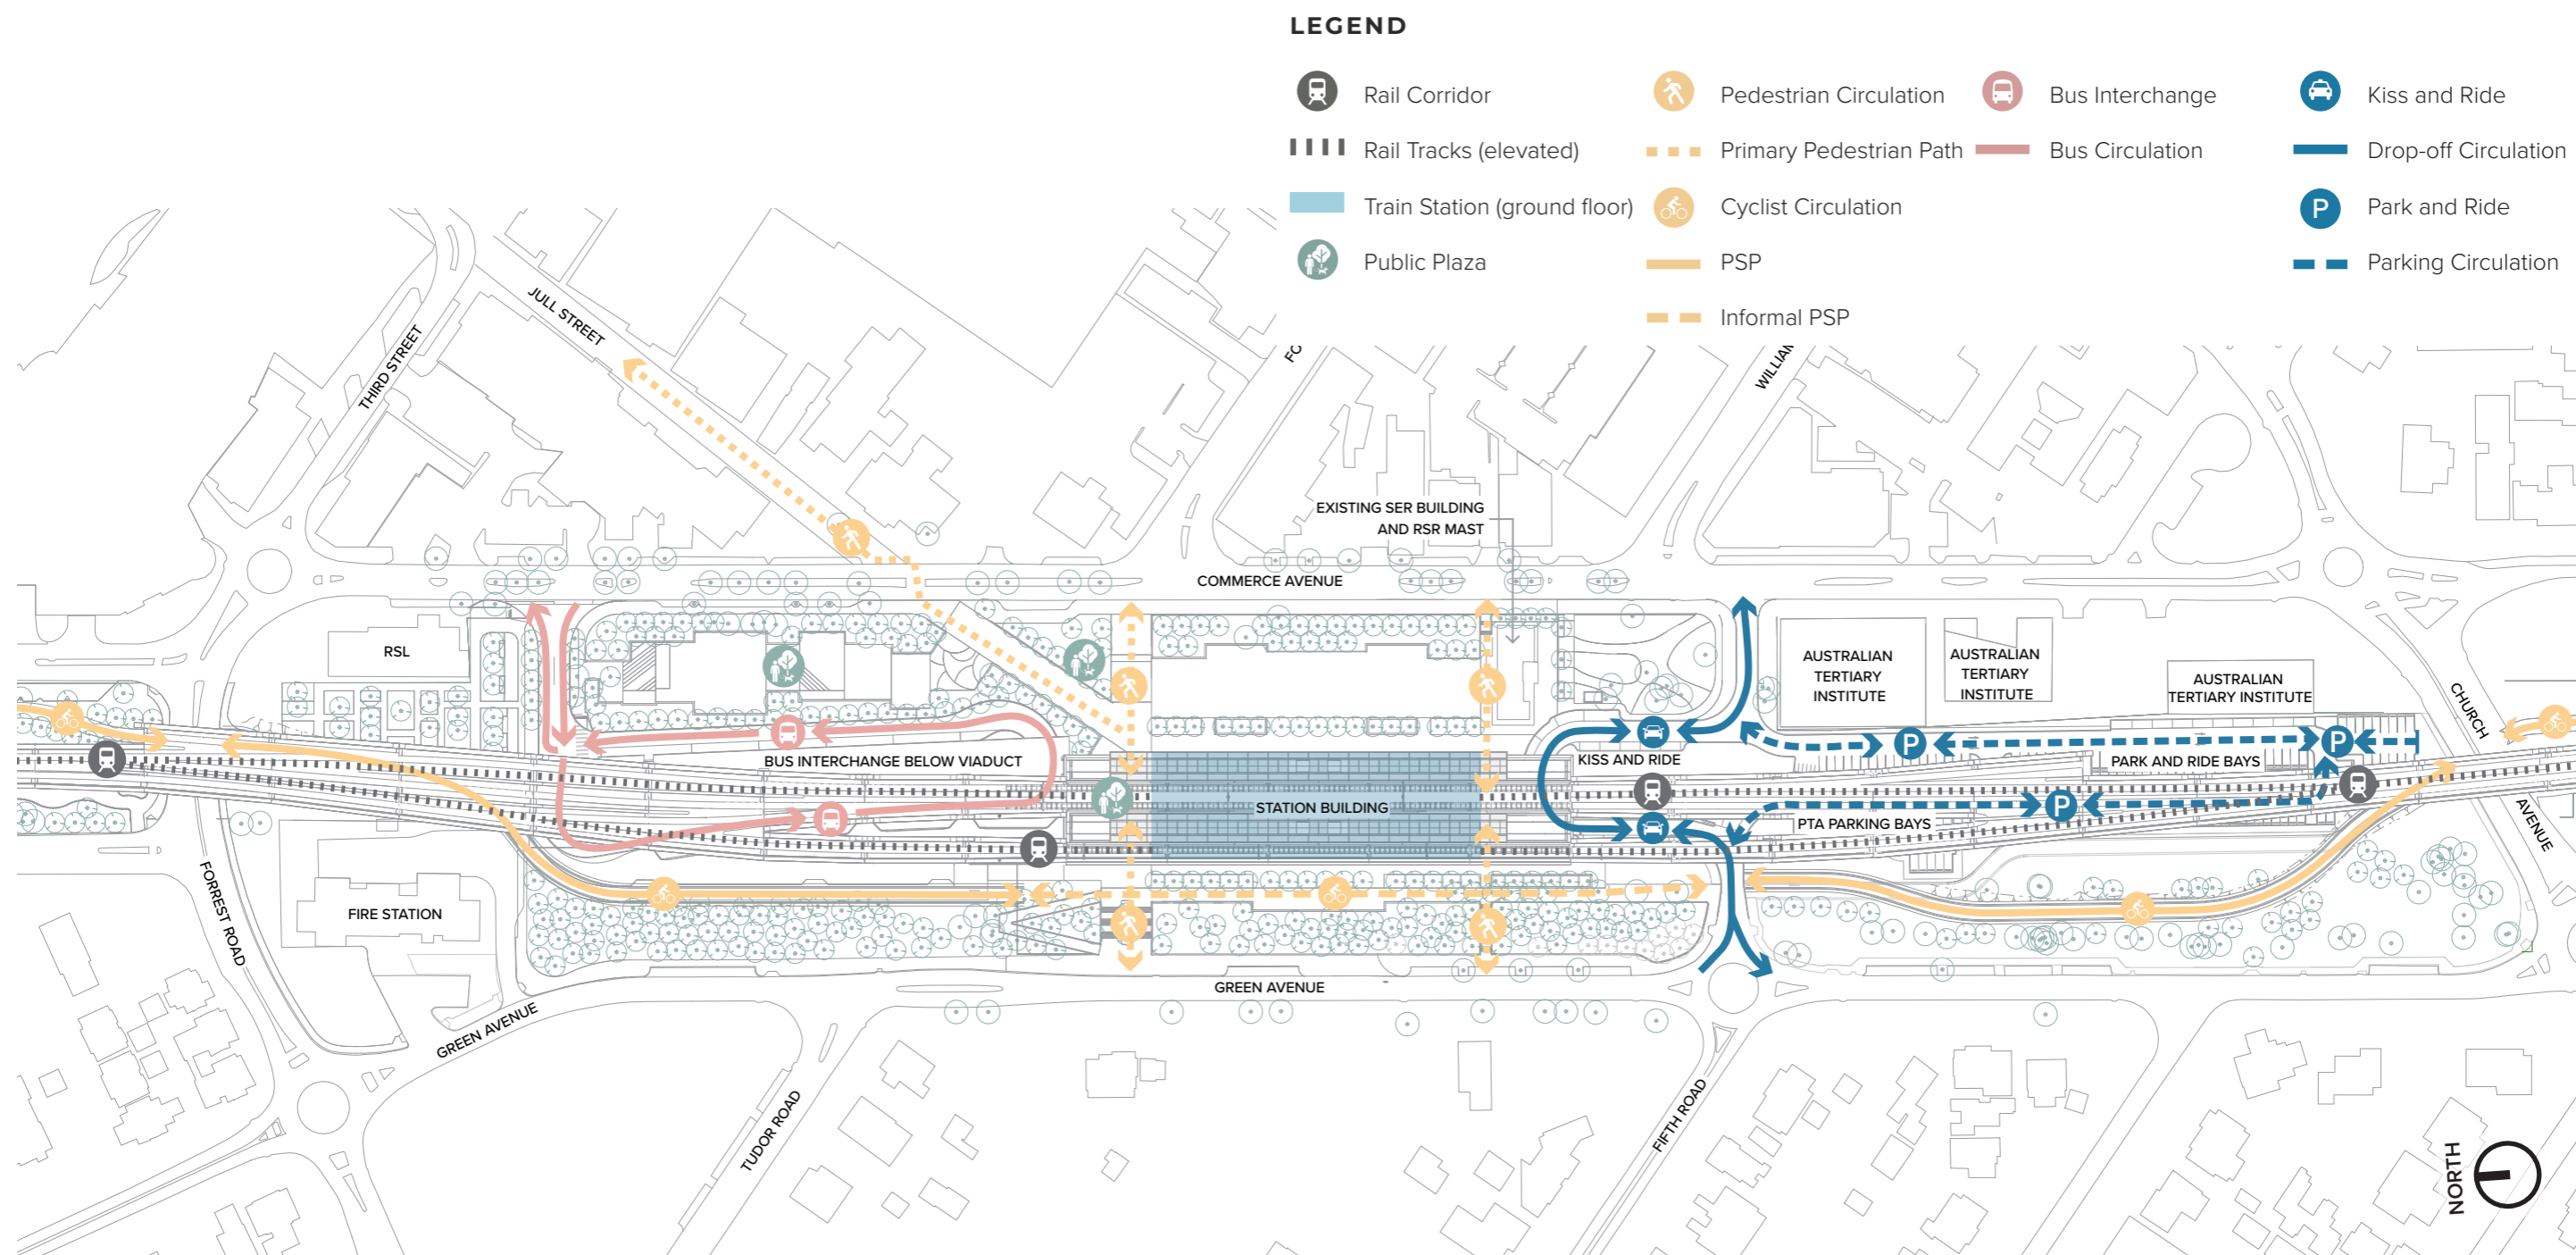 LEGEND
Rail Corridor
Rail Tracks (elevated)
Train Station (ground floor)
Public Plaza
Pedestrian Circulation
Primary Pedestrian Path
Cyclist Circulation
PSP
Informal PSP
Bus Interchange
Bus Circulation
Kiss and Ride
Drop-off Circulation
P
Park and Ride
Parking Circulation
JULL STREET
THIRD STREET
FO
WILLIAM
EXISTING SER BUILDING
AND RSR MAST
COMMERCE AVENUE
RSL
AUSTRALIAN
TERTIARY
INSTITUTE
AUSTRALIAN
TERTIARY
INSTITUTE
AUSTRALIAN
TERTIARY INSTITUTE
CHURCH
AVENUE
BUS INTERCHANGE BELOW VIADUCT
KISS AND RIDE
P
P
PARK AND RIDE BAYS
STATION BUILDING
P
PTA PARKING BAYS
FORREST ROAD
FIRE STATION
GREEN AVENUE
GREEN AVENUE
TUDOR ROAD
FIFTH ROAD
NORTH